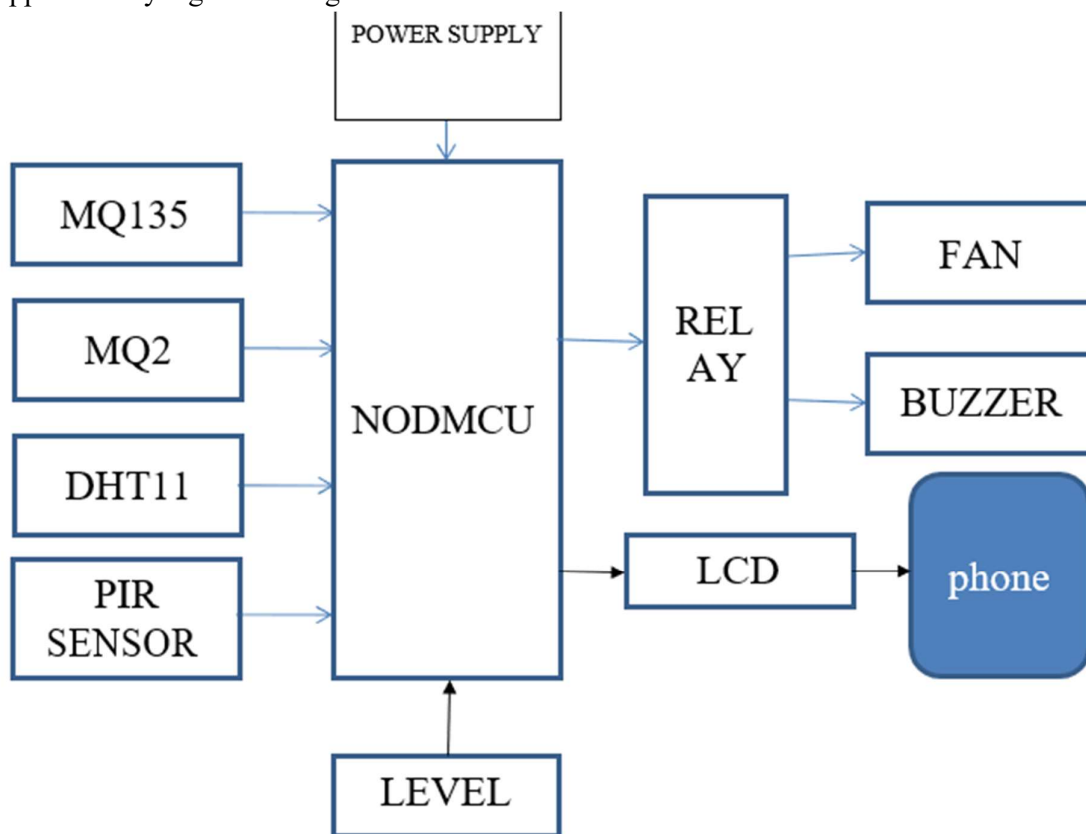 POWER SUPPLY
MQ135
MQ2
DHT11
PIR
SENSOR
NODMCU
REL
AY
FAN
BUZZER
LCD
phone
LEVEL